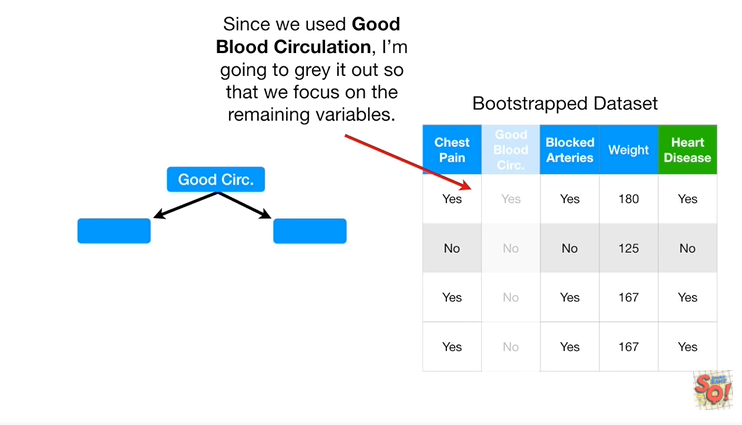 Since we used Good
Blood Circulation, I'm
going to grey it out so
that we focus on the
remaining variables.
Bootstrapped Dataset
Chest Pain Good Blood Circ. Blocked Arteries Weight Heart Disease
Yes Yes Yes 180 Yes
No No No 125 No
Yes No Yes 167 Yes
Yes No Yes 167 Yes
Good Circ.
SQ!